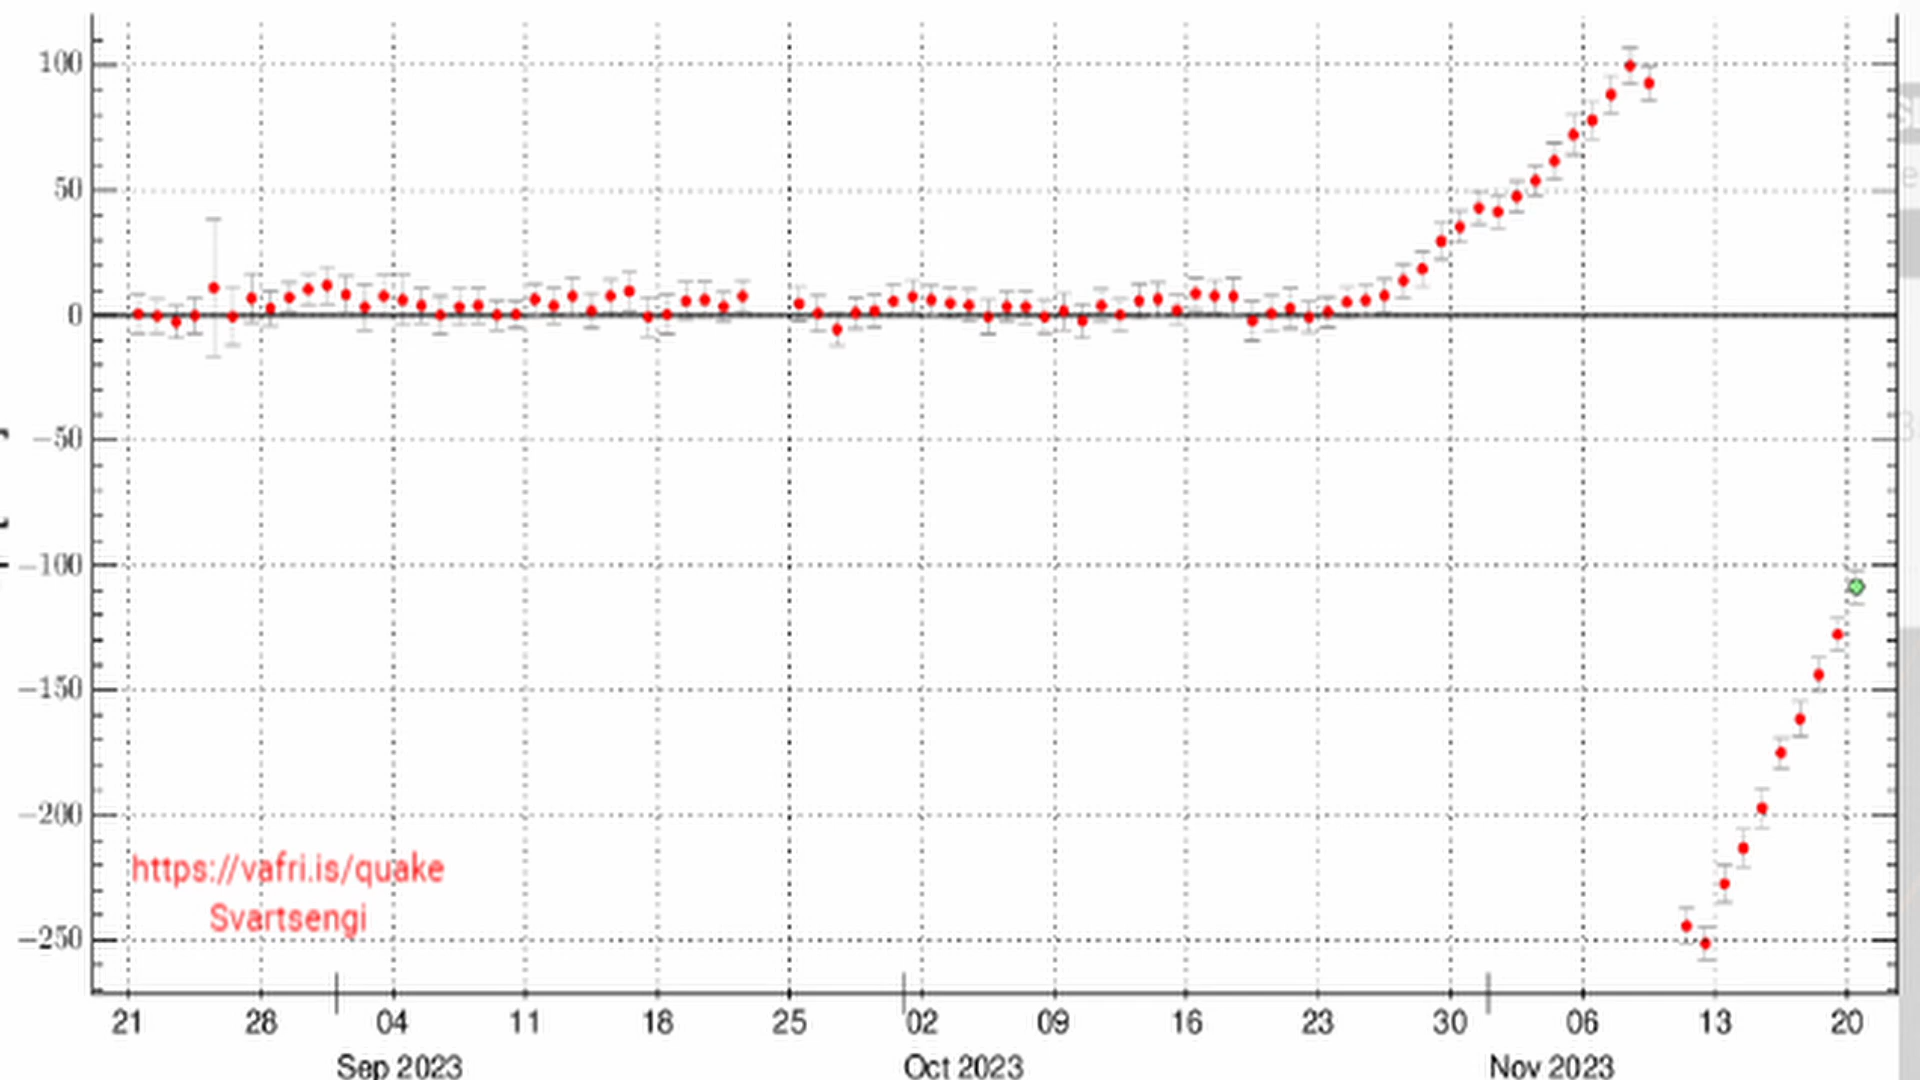 100
50
0
−50
−100
−150
−200
−250
https://vafri.is/quake
Svartsengi
21 28 04 11 18 25 02 09 16 23 30 06 13 20
Sep 2023 Oct 2023 Nov 2023